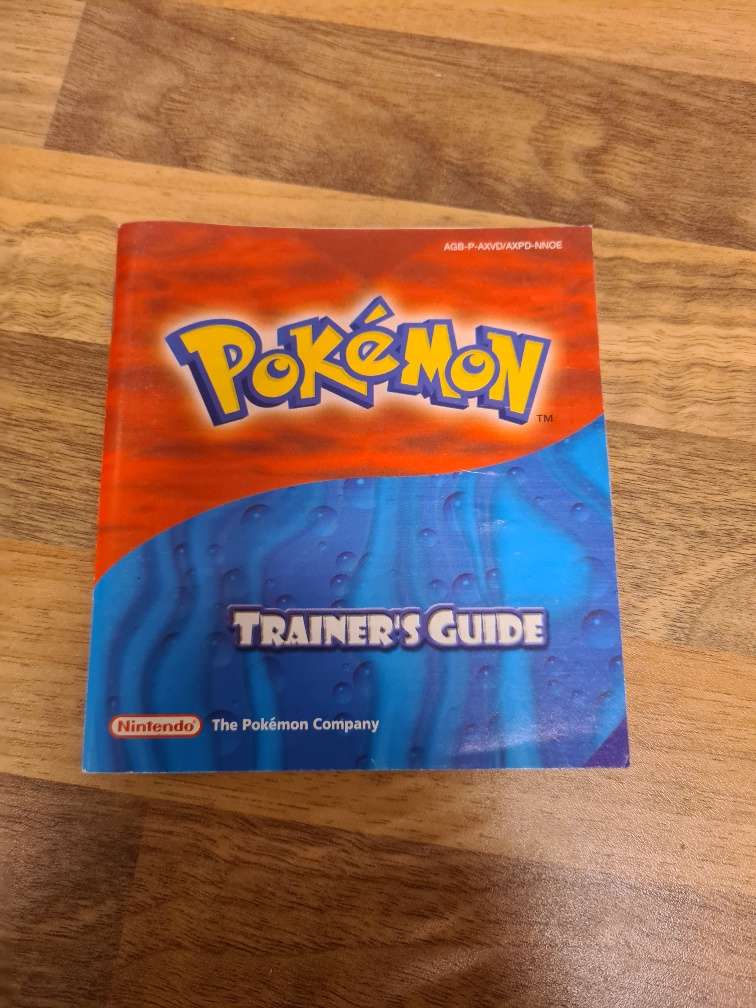 AGB-P-AXVD/AXPD-NNOE
POKéMON
TM
TRAINER'S GUIDE
Nintendo®
The Pokémon Company